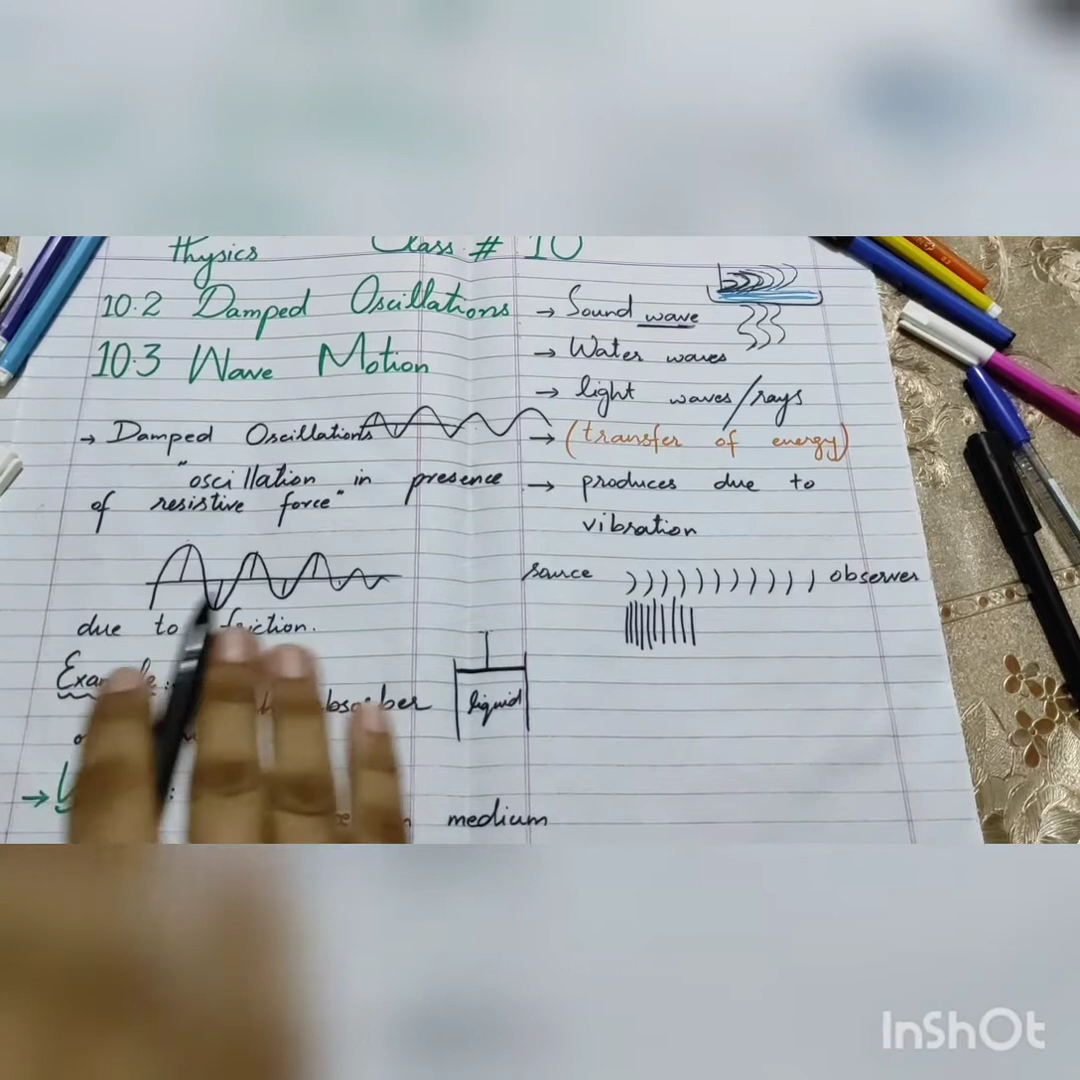 Physics Class # 10
10.2 Damped Oscillations
10.3 Wave Motion
→ Damped Oscillations
"oscillation in presence
of resistive force"
due to friction.
absorber
liquid
medium
→ Sound wave
→ Water waves
→ light waves/rays
→ (transfer of energy)
→ produces due to
vibration
observer
InShOt